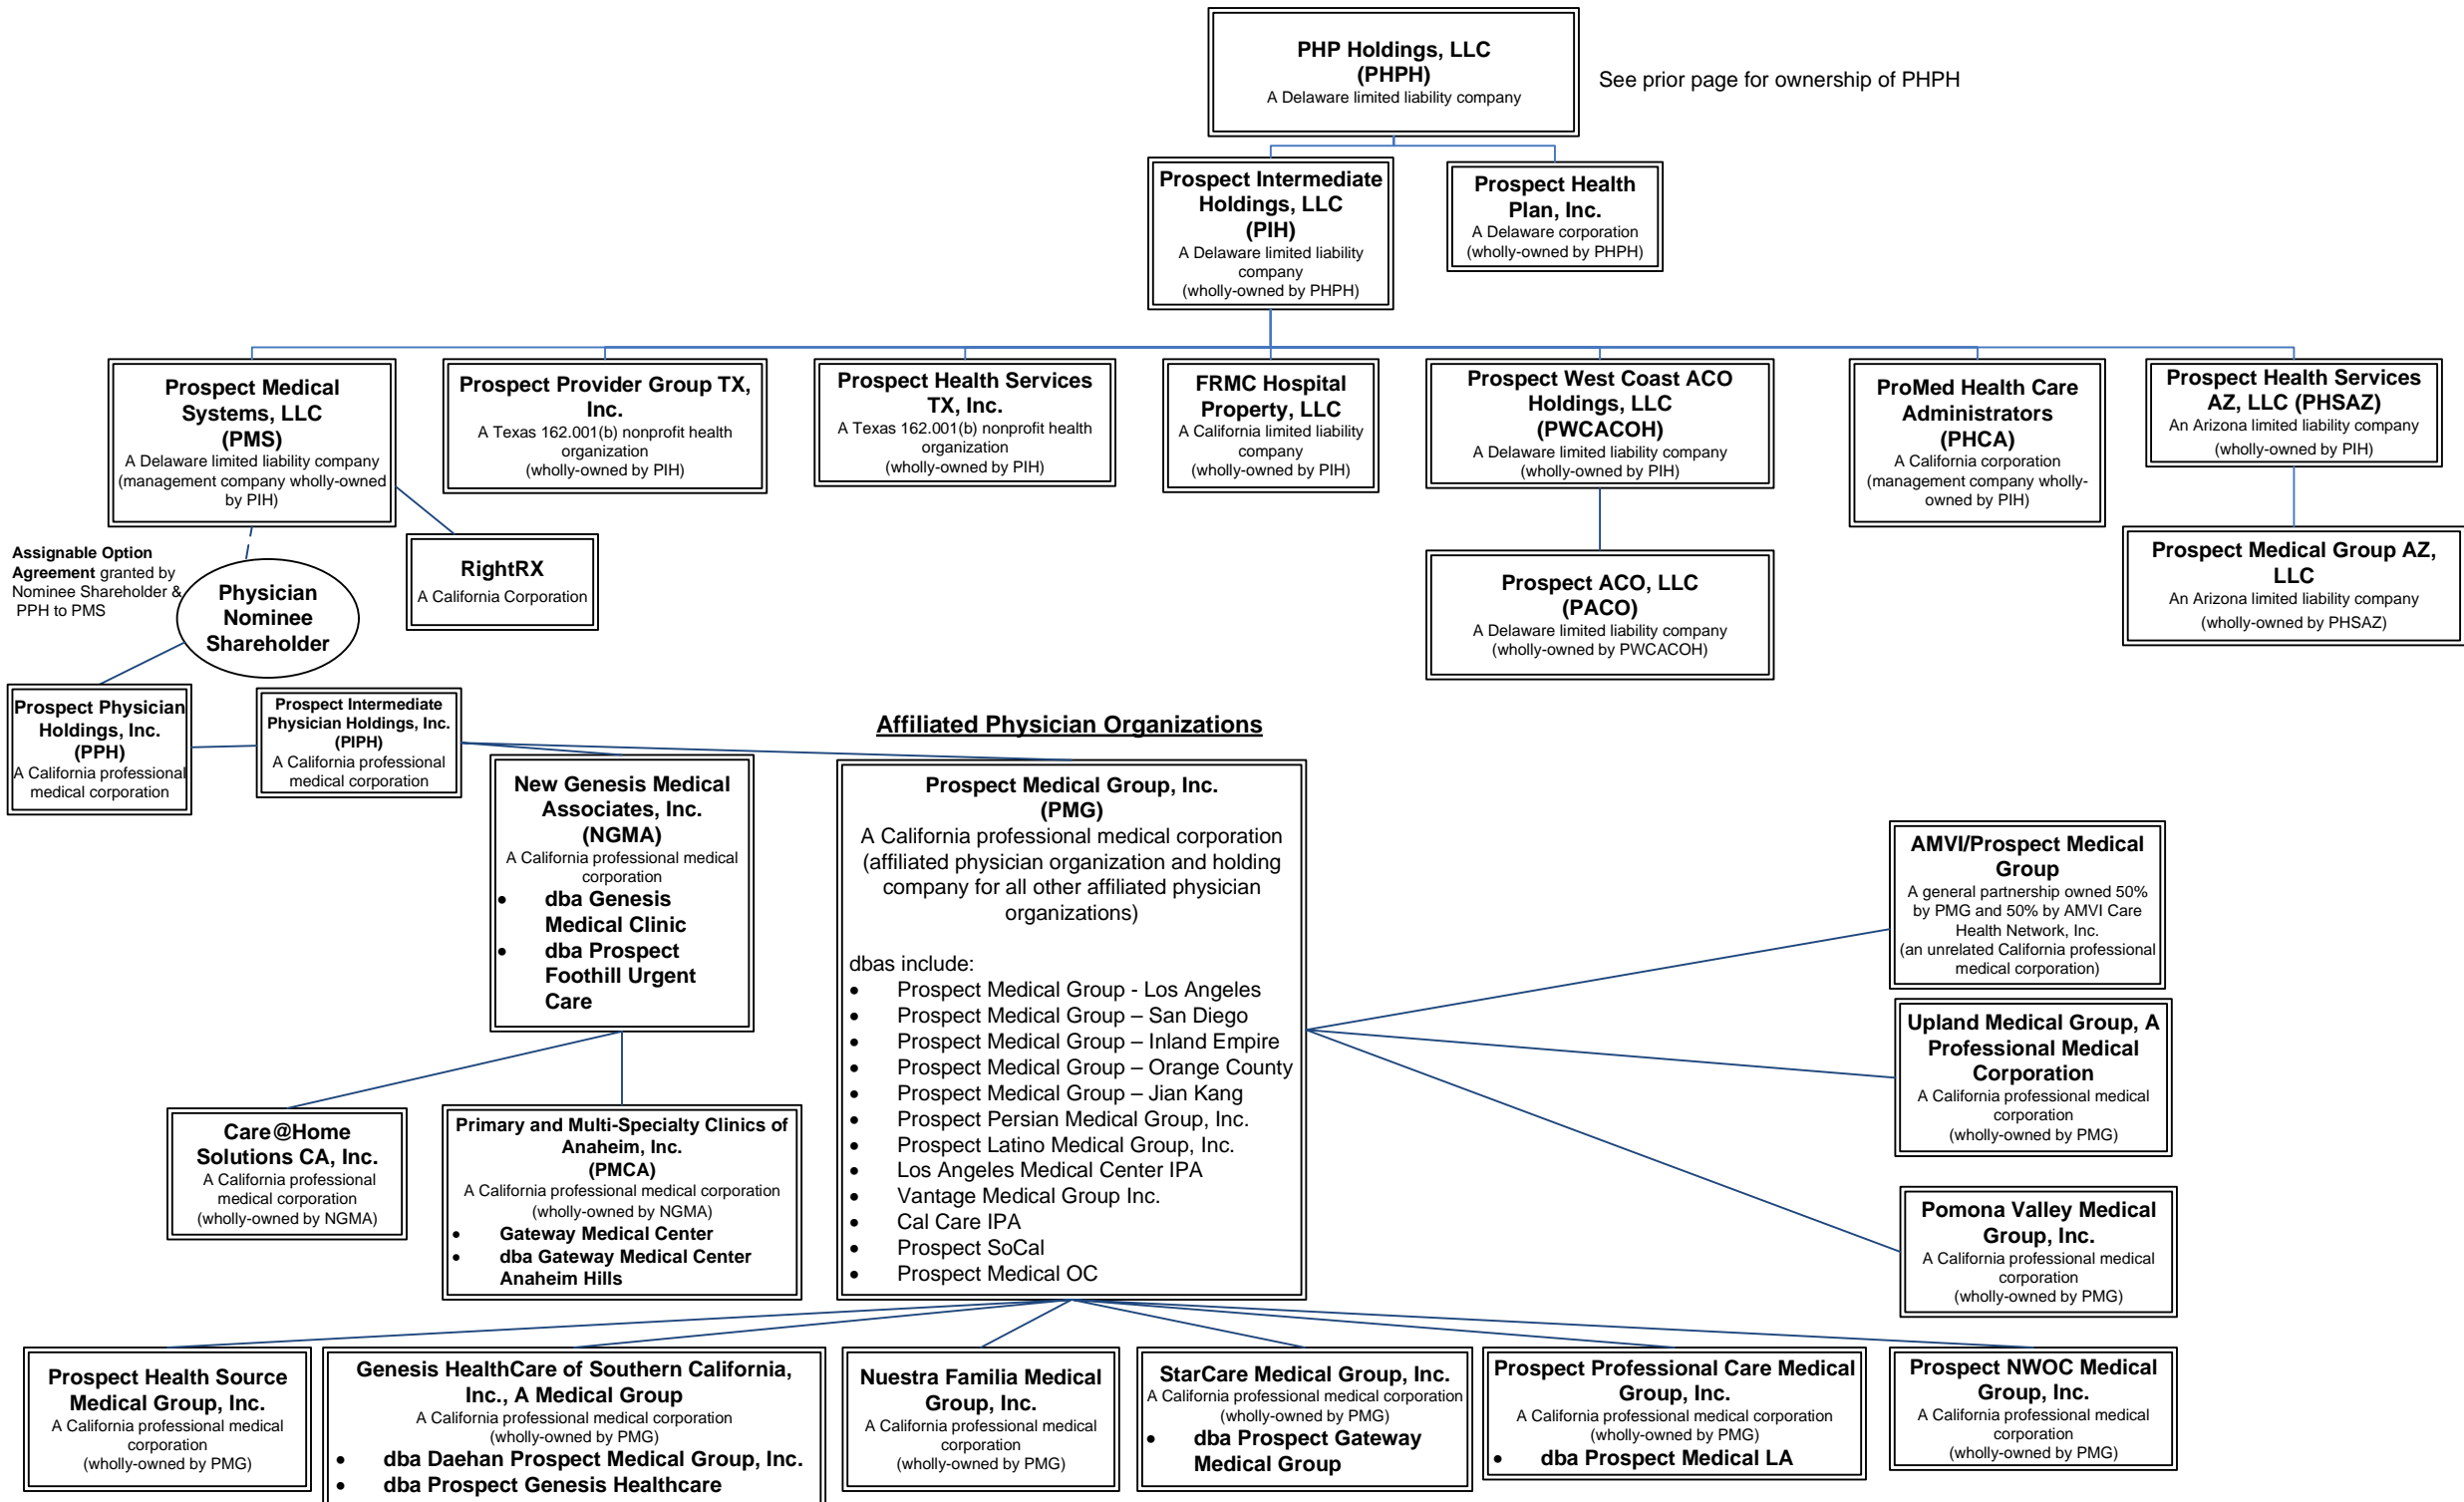 PHP Holdings, LLC
(PHPH)
A Delaware limited liability company
See prior page for ownership of PHPH
Prospect Intermediate
Holdings, LLC
(PIH)
A Delaware limited liability
company
(wholly-owned by PHPH)
Prospect Health
Plan, Inc.
A Delaware corporation
(wholly-owned by PHPH)
Prospect Medical
Systems, LLC
(PMS)
A Delaware limited liability company
(management company wholly-owned
by PIH)
Prospect Provider Group TX,
Inc.
A Texas 162.001(b) nonprofit health
organization
(wholly-owned by PIH)
Prospect Health Services
TX, Inc.
A Texas 162.001(b) nonprofit health
organization
(wholly-owned by PIH)
FRMC Hospital
Property, LLC
A California limited liability
company
(wholly-owned by PIH)
Prospect West Coast ACO
Holdings, LLC
(PWCACOH)
A Delaware limited liability company
(wholly-owned by PIH)
ProMed Health Care
Administrators
(PHCA)
A California corporation
(management company wholly-
owned by PIH)
Prospect Health Services
AZ, LLC (PHSAZ)
An Arizona limited liability company
(wholly-owned by PIH)
Assignable Option
Agreement granted by
Nominee Shareholder &
PPH to PMS
Physician
Nominee
Shareholder
RightRX
A California Corporation
Prospect ACO, LLC
(PACO)
A Delaware limited liability company
(wholly-owned by PWCACOH)
Prospect Medical Group AZ,
LLC
An Arizona limited liability company
(wholly-owned by PHSAZ)
Prospect Physician
Holdings, Inc.
(PPH)
A California professional
medical corporation
Prospect Intermediate
Physician Holdings, Inc.
(PIPH)
A California professional
medical corporation
Affiliated Physician Organizations
New Genesis Medical
Associates, Inc.
(NGMA)
A California professional medical
corporation
• dba Genesis
Medical Clinic
• dba Prospect
Foothill Urgent
Care
Prospect Medical Group, Inc.
(PMG)
A California professional medical corporation
(affiliated physician organization and holding
company for all other affiliated physician
organizations)
dbas include:
• Prospect Medical Group - Los Angeles
• Prospect Medical Group – San Diego
• Prospect Medical Group – Inland Empire
• Prospect Medical Group – Orange County
• Prospect Medical Group – Jian Kang
• Prospect Persian Medical Group, Inc.
• Prospect Latino Medical Group, Inc.
• Los Angeles Medical Center IPA
• Vantage Medical Group Inc.
• Cal Care IPA
• Prospect SoCal
• Prospect Medical OC
AMVI/Prospect Medical
Group
A general partnership owned 50%
by PMG and 50% by AMVI Care
Health Network, Inc.
(an unrelated California professional
medical corporation)
Upland Medical Group, A
Professional Medical
Corporation
A California professional medical
corporation
(wholly-owned by PMG)
Pomona Valley Medical
Group, Inc.
A California professional medical
corporation
(wholly-owned by PMG)
Care@Home
Solutions CA, Inc.
A California professional
medical corporation
(wholly-owned by NGMA)
Primary and Multi-Specialty Clinics of
Anaheim, Inc.
(PMCA)
A California professional medical corporation
(wholly-owned by NGMA)
• Gateway Medical Center
• dba Gateway Medical Center
Anaheim Hills
Prospect Health Source
Medical Group, Inc.
A California professional medical
corporation
(wholly-owned by PMG)
Genesis HealthCare of Southern California,
Inc., A Medical Group
A California professional medical corporation
(wholly-owned by PMG)
• dba Daehan Prospect Medical Group, Inc.
• dba Prospect Genesis Healthcare
Nuestra Familia Medical
Group, Inc.
A California professional medical
corporation
(wholly-owned by PMG)
StarCare Medical Group, Inc.
A California professional medical corporation
(wholly-owned by PMG)
• dba Prospect Gateway
Medical Group
Prospect Professional Care Medical
Group, Inc.
A California professional medical corporation
(wholly-owned by PMG)
• dba Prospect Medical LA
Prospect NWOC Medical
Group, Inc.
A California professional medical
corporation
(wholly-owned by PMG)